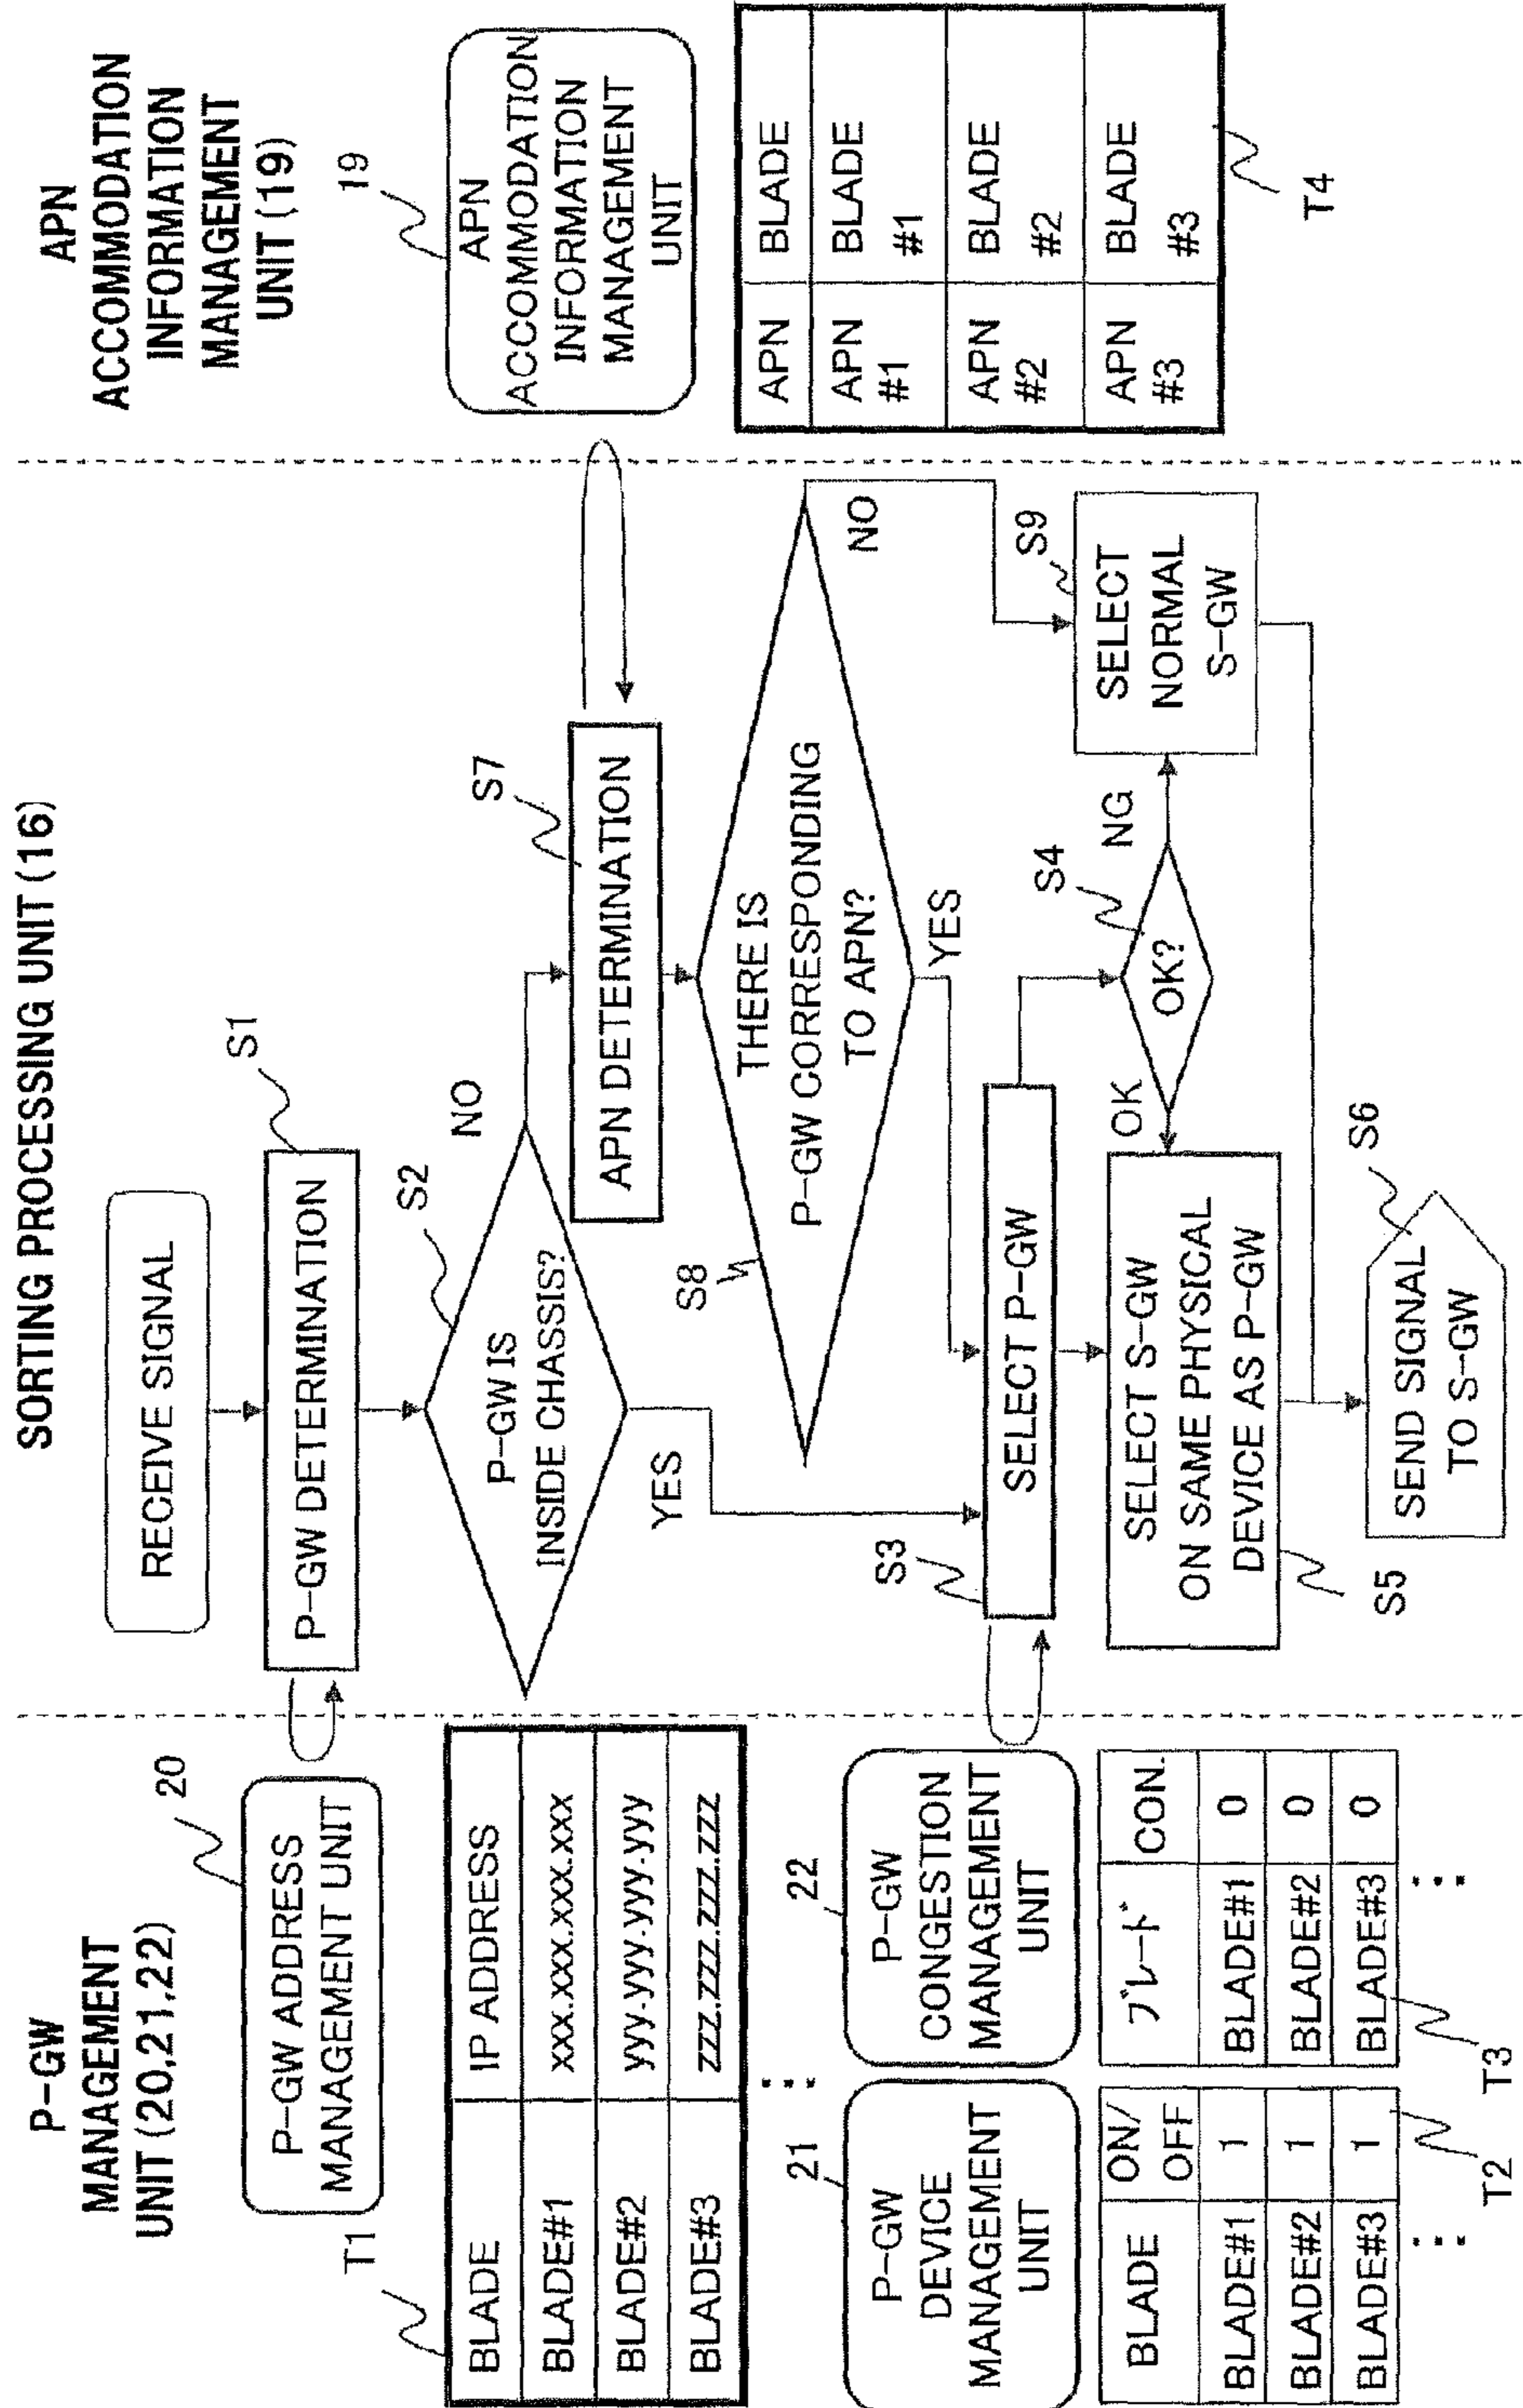 P-GW
MANAGEMENT
UNIT (20,21,22)
20
P-GW ADDRESS
MANAGEMENT UNIT
T1
BLADE IP ADDRESS
BLADE#1 xxx.xxx.xxx.xxx
BLADE#2 yyy.yyy.yyy.yyy
BLADE#3 zzz.zzz.zzz.zzz
⋮
21
P-GW
DEVICE
MANAGEMENT
UNIT
22
P-GW
CONGESTION
MANAGEMENT
UNIT
BLADE ON/
OFF
BLADE#1 1
BLADE#2 1
BLADE#3 1
⋮
T2
ブレード CON.
BLADE#1 0
BLADE#2 0
BLADE#3 0
⋮
T3
SORTING PROCESSING UNIT (16)
RECEIVE SIGNAL
S1
P-GW DETERMINATION
S2
P-GW IS
INSIDE CHASSIS?
NO
YES
S7
APN DETERMINATION
S8
THERE IS
P-GW CORRESPONDING
TO APN?
NO
YES
S3
SELECT P-GW
S4
OK?
OK
NG
S9
SELECT
NORMAL
S-GW
SELECT S-GW
ON SAME PHYSICAL
DEVICE AS P-GW
S5
S6
SEND SIGNAL
TO S-GW
APN
ACCOMMODATION
INFORMATION
MANAGEMENT
UNIT (19)
19
APN
ACCOMMODATION
INFORMATION
MANAGEMENT
UNIT
APN BLADE
APN BLADE
#1 #1
APN BLADE
#2 #2
APN BLADE
#3 #3
T4